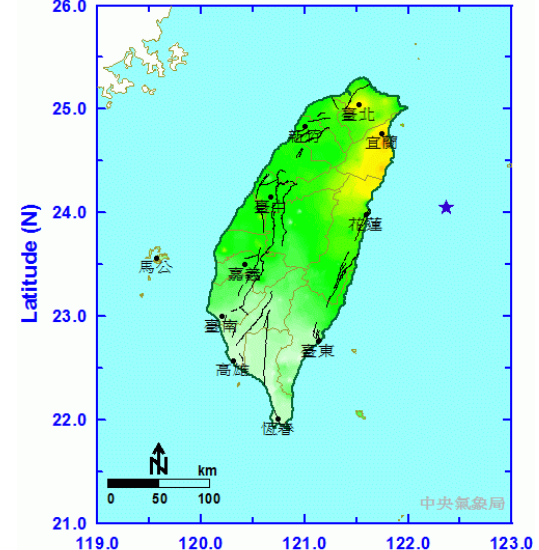 26.0
25.0
24.0
23.0
22.0
21.0
Latitude (N)
臺北
新竹
宜蘭
臺中
花蓮
馬公
嘉義
臺南
臺東
高雄
恆春
N
km
0 50 100
中央氣象局
119.0 120.0 121.0 122.0 123.0